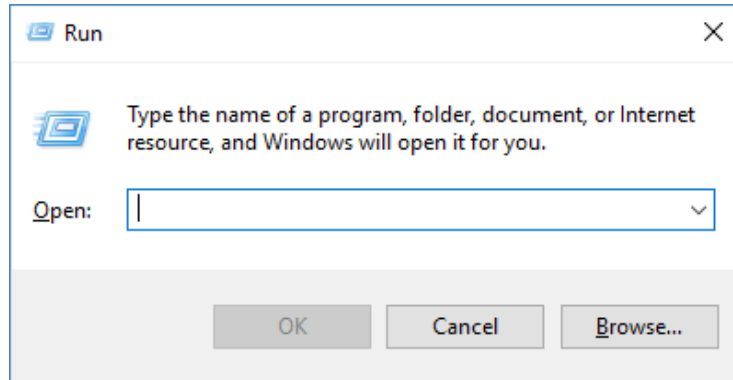 Run
Type the name of a program, folder, document, or Internet
resource, and Windows will open it for you.
Open:
OK Cancel Browse...